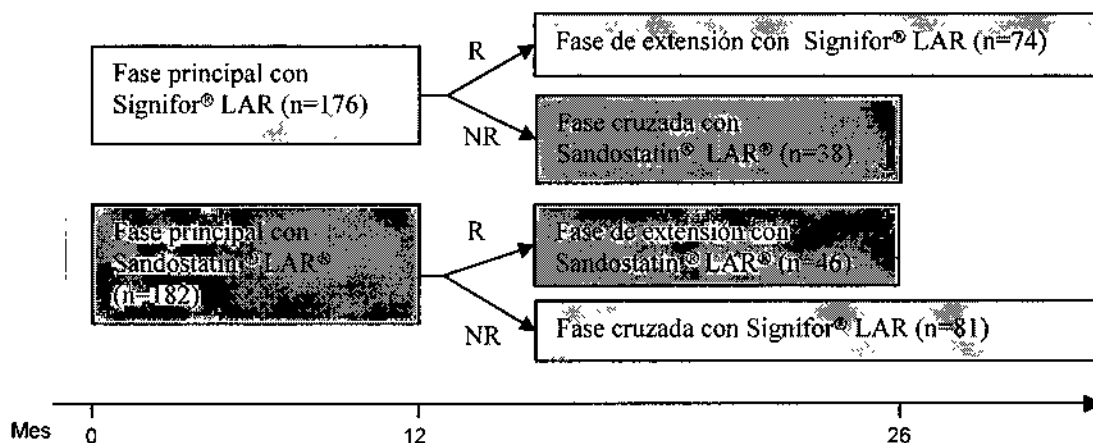 Fase principal con
Signifor® LAR (n=176)
R
NR
Fase de extensión con Signifor® LAR (n=74)
Fase cruzada con
Sandostatin® LAR® (n=38)
Fase principal con
Sandostatin® LAR®
(n=182)
R
NR
Fase de extensión con
Sandostatin® LAR® (n=46)
Fase cruzada con Signifor® LAR (n=81)
Mes 0 12 26